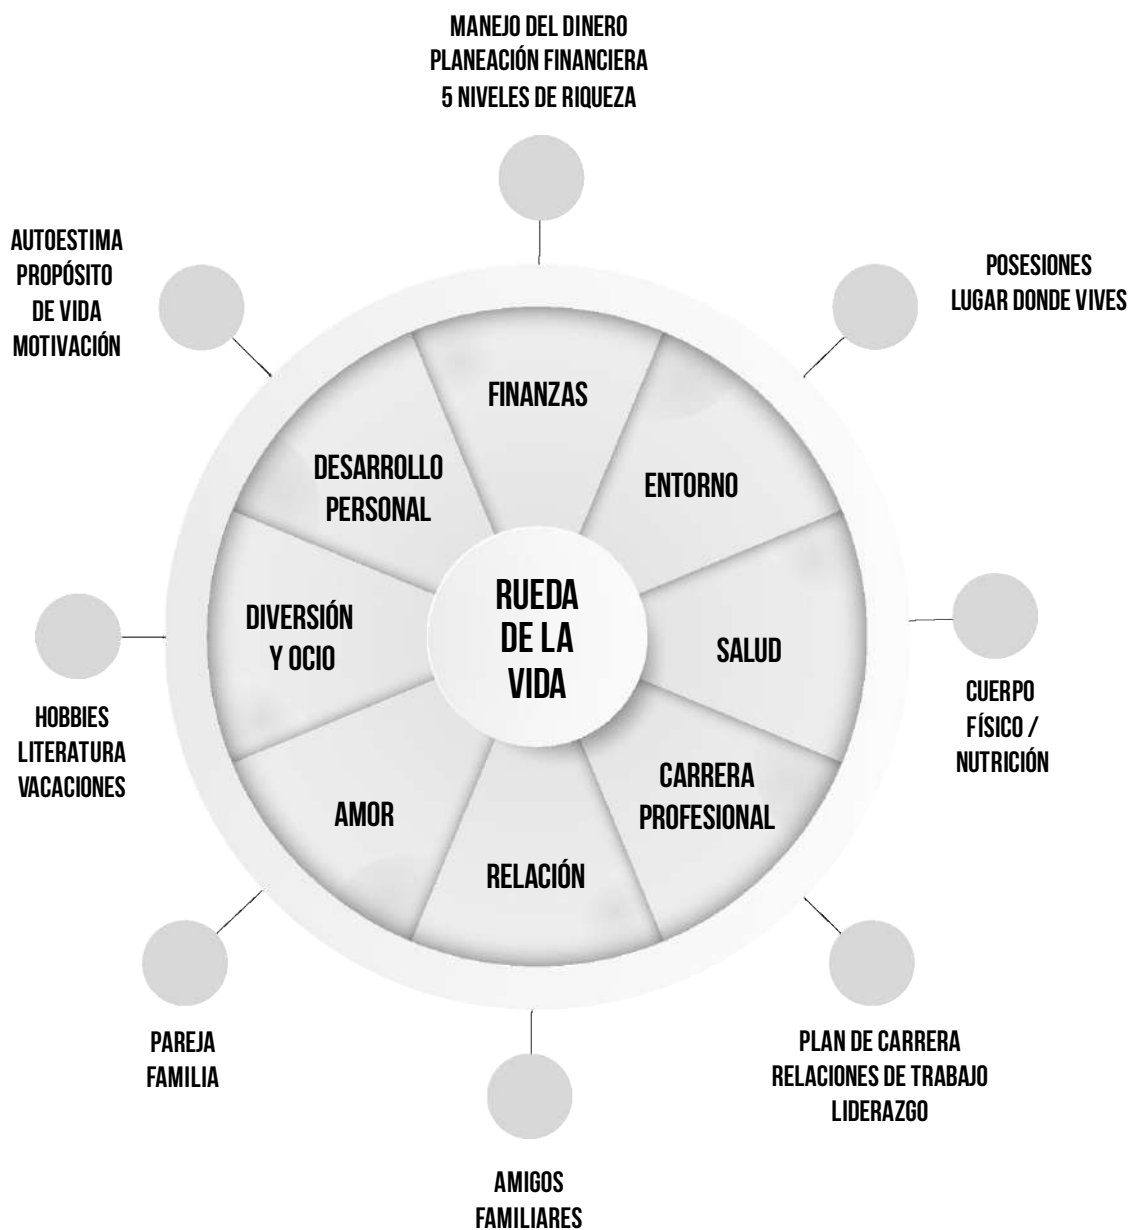 MANEJO DEL DINERO
PLANEACIÓN FINANCIERA
5 NIVELES DE RIQUEZA
AUTOESTIMA
PROPÓSITO
DE VIDA
MOTIVACIÓN
POSESIONES
LUGAR DONDE VIVES
FINANZAS
DESARROLLO
PERSONAL
ENTORNO
RUEDA
DE LA
VIDA
DIVERSIÓN
Y OCIO
SALUD
HOBBIES
LITERATURA
VACACIONES
CUERPO
FÍSICO /
NUTRICIÓN
AMOR
CARRERA
PROFESIONAL
RELACIÓN
PAREJA
FAMILIA
PLAN DE CARRERA
RELACIONES DE TRABAJO
LIDERAZGO
AMIGOS
FAMILIARES